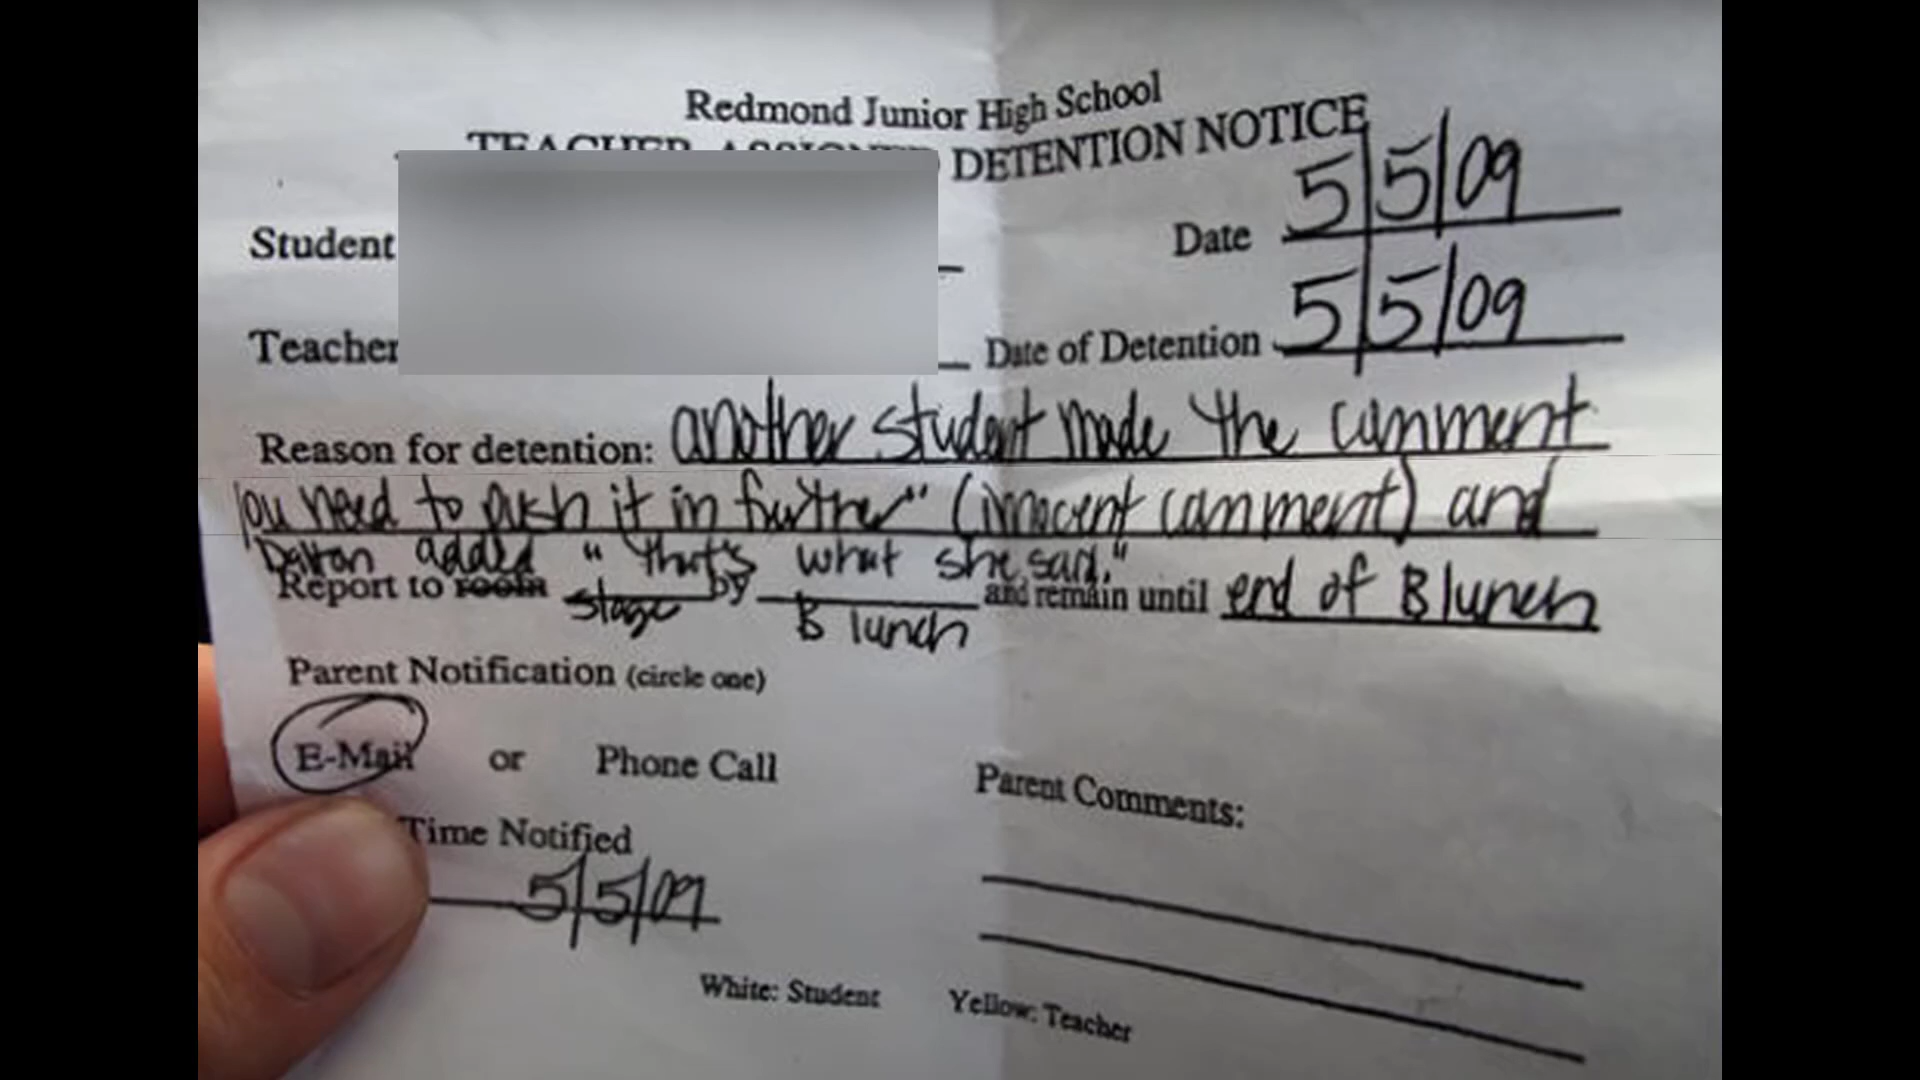 Redmond Junior High School
TEACHER ASSIGNED DETENTION NOTICE
Student
Date 5/5/09
Teacher
Date of Detention 5/5/09
Reason for detention: another student made the comment
you need to push it in further" (innocent comment) and
Dalton added "that's what she said."
Report to room stage by B lunch and remain until end of B lunch
Parent Notification (circle one)
E-Mail or Phone Call
Parent Comments:
Time Notified
5/5/09
White: Student Yellow: Teacher